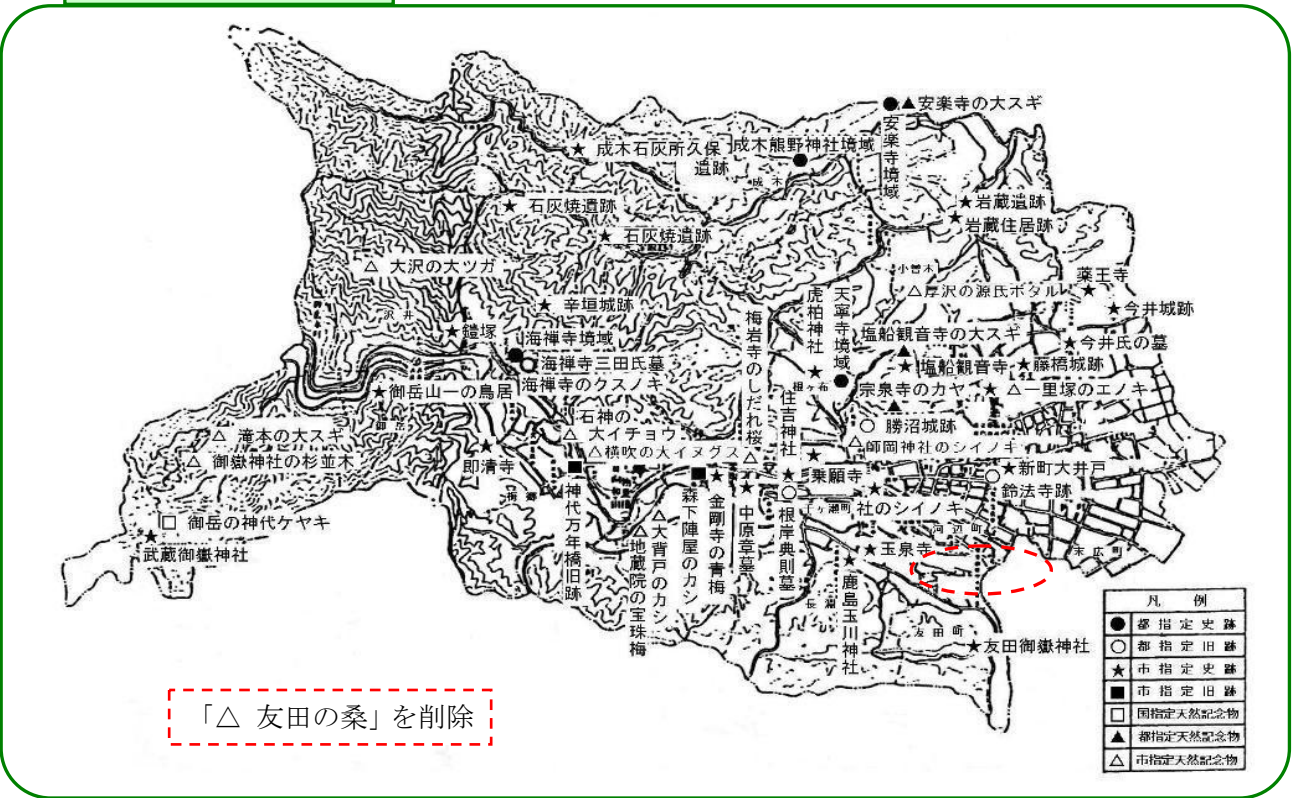 安楽寺の大スギ
安楽寺境域
成木熊野神社境域
成木石灰所久保
遺跡
成木
岩蔵遺跡
岩蔵住居跡
石灰焼遺跡
石灰焼遺跡
小曽木
△ 大沢の大ツガ
薬王寺
△厚沢の源氏ボタル
今井城跡
辛垣城跡
沢井
虎柏神社
天寧寺境域
梅岩寺のしだれ桜
塩船観音寺の大スギ
鐘塚
海禅寺境域
今井氏の墓
海禅寺三田氏墓
塩船観音寺
藤橋城跡
海禅寺のクスノキ
御岳山一の鳥居
根ヶ布
宗泉寺のカヤ
△一里塚のエノキ
住吉神社
石神の
△ 大イチョウ
勝沼城跡
△ 滝本の大スギ
△横吹の大イヌグス
△師岡神社のシイノキ
△ 御嶽神社の杉並木
即清寺
乗願寺
新町大井戸
鈴法寺跡
梅郷
千ヶ瀬町
社のシイノキ
□ 御岳の神代ケヤキ
武蔵御嶽神社
神代万年橋旧跡
△地蔵院の宝珠梅
△大背戸のカシ
森下陣屋のカシ
金剛寺の青梅
中原章墓
根岸典則墓
河辺町
玉泉寺
末広町
鹿島玉川神社
長淵
友田町
友田御嶽神社
「△ 友田の桑」を削除
凡 例
● 都指定史跡
○ 都指定旧跡
★ 市指定史跡
■ 市指定旧跡
□ 国指定天然記念物
▲ 都指定天然記念物
△ 市指定天然記念物